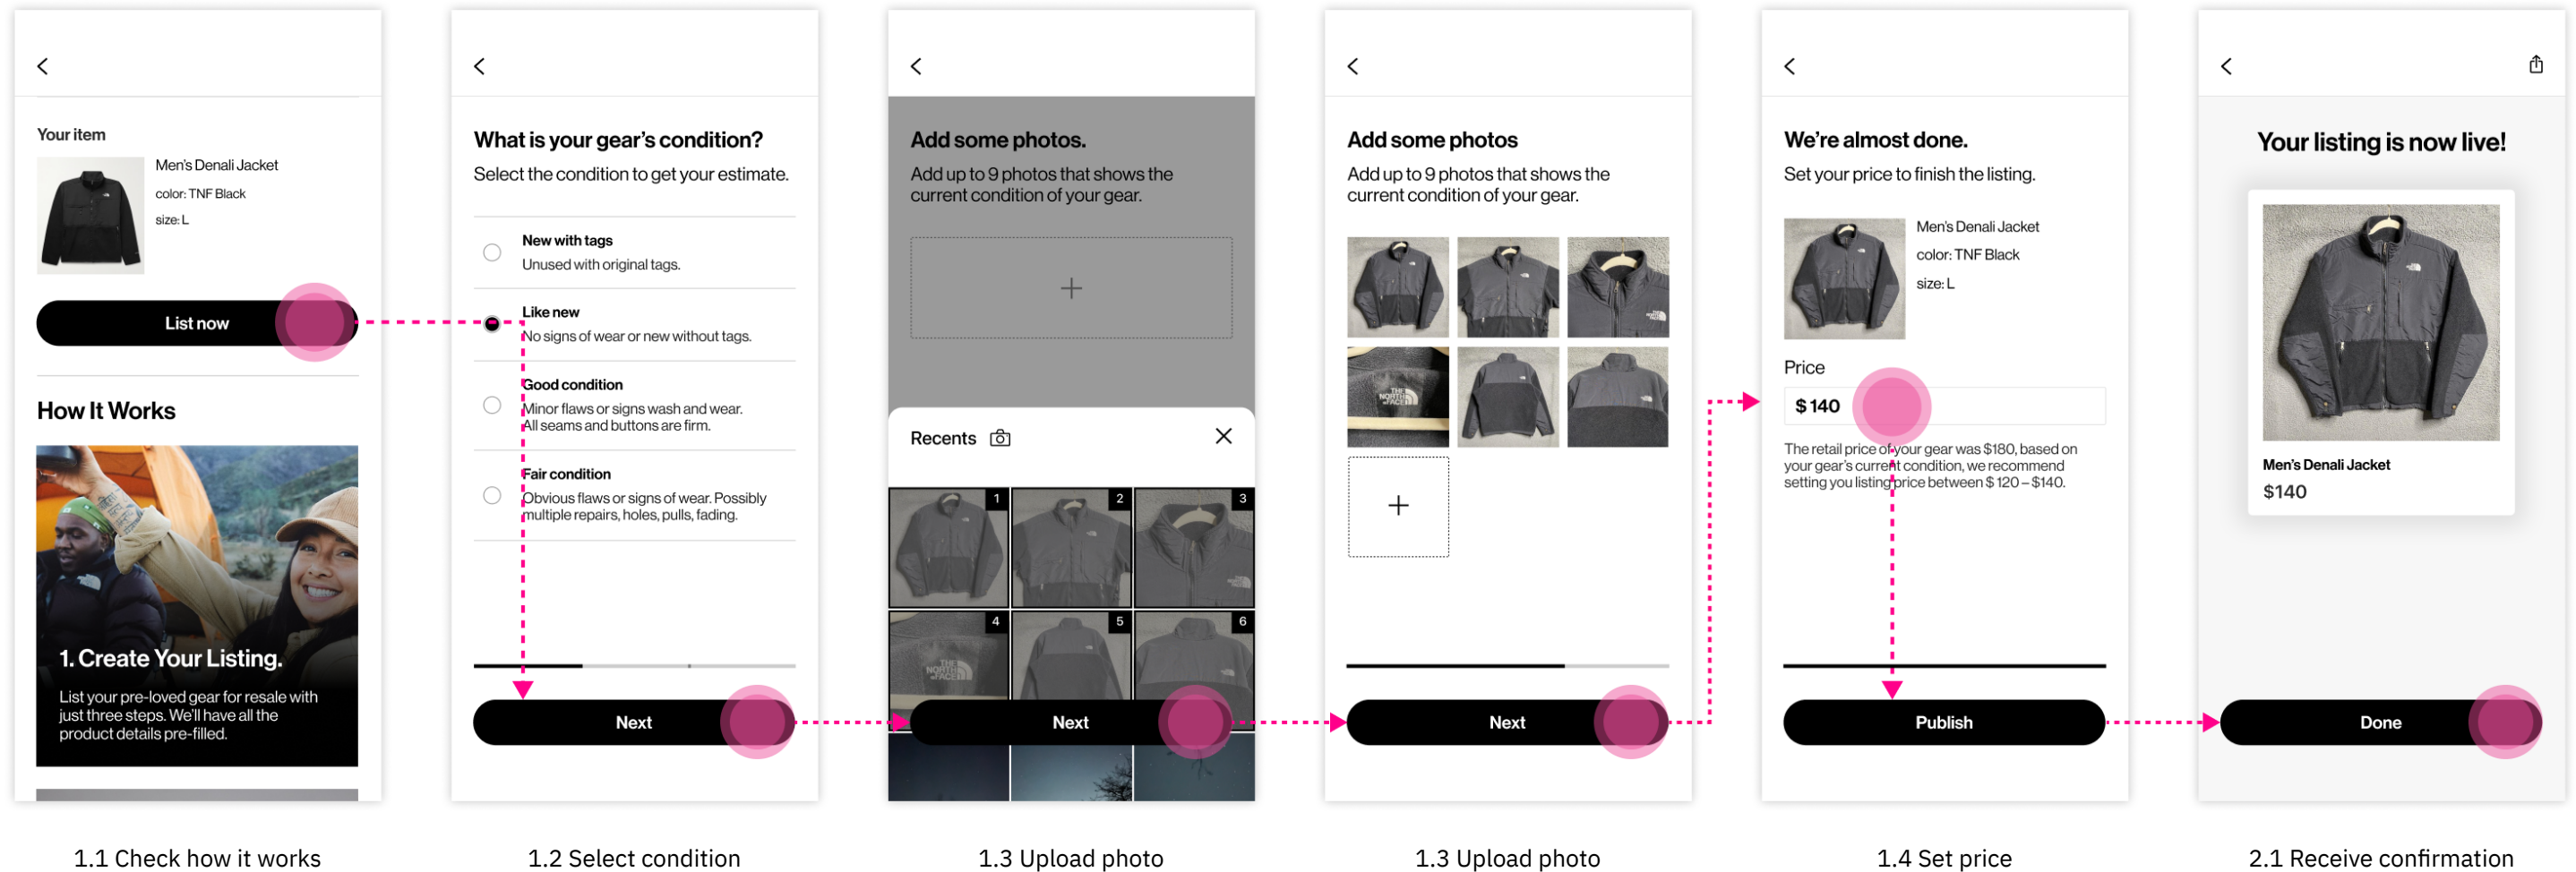 Your item
Men's Denali Jacket
color: TNF Black
size: L
List now
How It Works
1. Create Your Listing.
List your pre-loved gear for resale with
just three steps. We'll have all the
product details pre-filled.
1.1 Check how it works
What is your gear's condition?
Select the condition to get your estimate.
New with tags
Unused with original tags.
Like new
No signs of wear or new without tags.
Good condition
Minor flaws or signs wash and wear.
All seams and buttons are firm.
Fair condition
Obvious flaws or signs of wear. Possibly
multiple repairs, holes, pulls, fading.
Next
1.2 Select condition
Add some photos.
Add up to 9 photos that shows the
current condition of your gear.
Recents
1
2
3
4
5
6
THE
NORTH
FACE
Next
1.3 Upload photo
Add some photos
Add up to 9 photos that shows the
current condition of your gear.
THE
NORTH
FACE
Next
1.3 Upload photo
We're almost done.
Set your price to finish the listing.
Men's Denali Jacket
color: TNF Black
size: L
Price
$ 140
The retail price of your gear was $180, based on
your gear's current condition, we recommend
setting you listing price between $ 120 – $140.
Publish
1.4 Set price
Your listing is now live!
Men's Denali Jacket
$140
Done
2.1 Receive confirmation